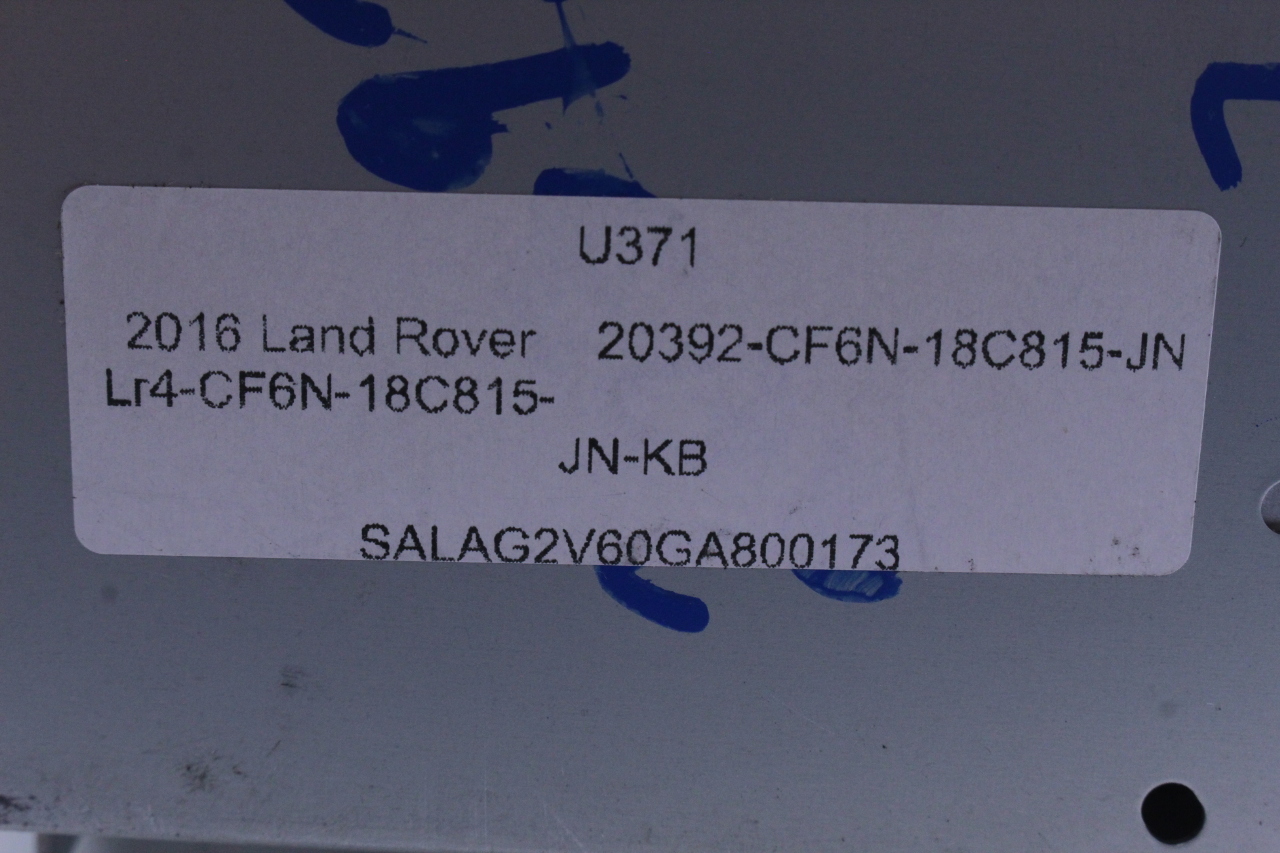 U371
2016 Land Rover 20392-CF6N-18C815-JN
Lr4-CF6N-18C815-
JN-KB
SALAG2V60GA800173